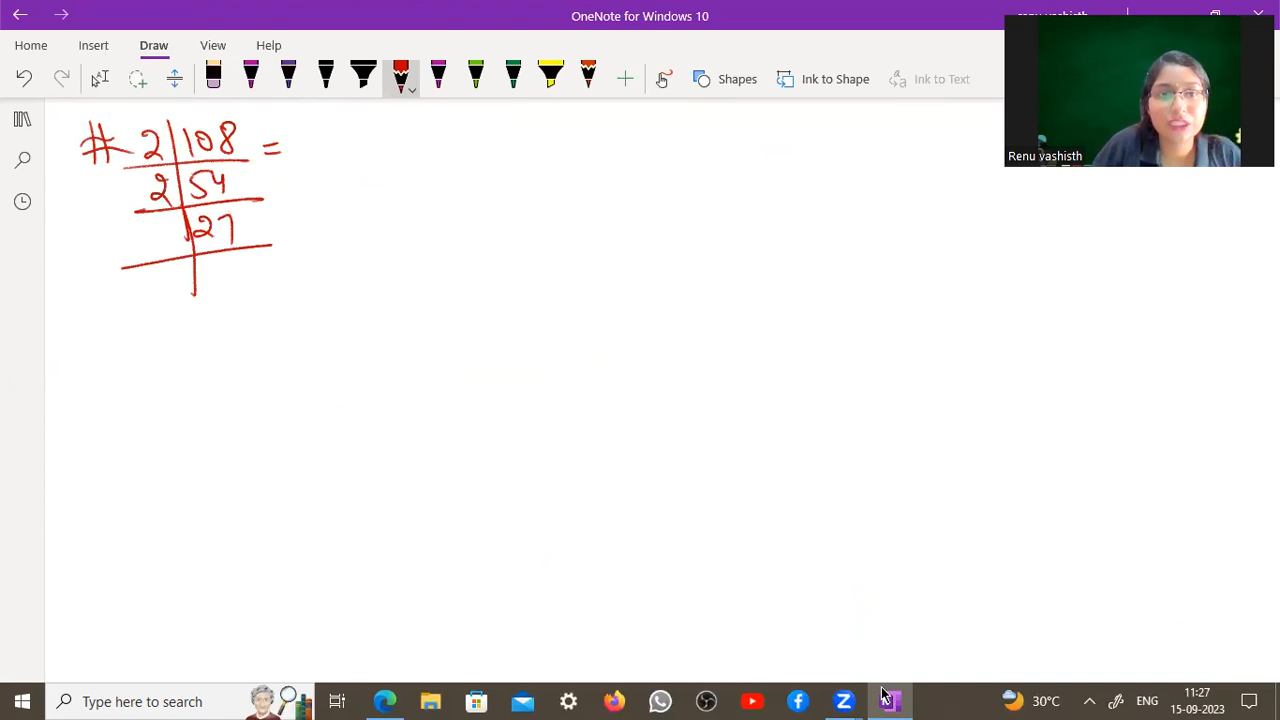 OneNote for Windows 10
Home Insert Draw View Help
Shapes Ink to Shape Ink to Text
Renu vashisth
# 2 108 =
2 54
27
Type here to search
30°C ENG 11:27
15-09-2023